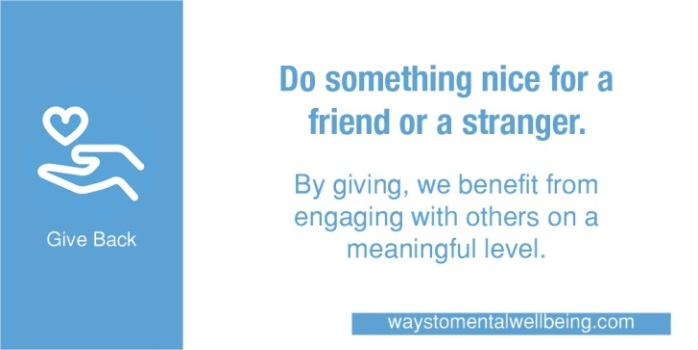 Give Back
Do something nice for a
friend or a stranger.
By giving, we benefit from
engaging with others on a
meaningful level.
waystomentalwellbeing.com